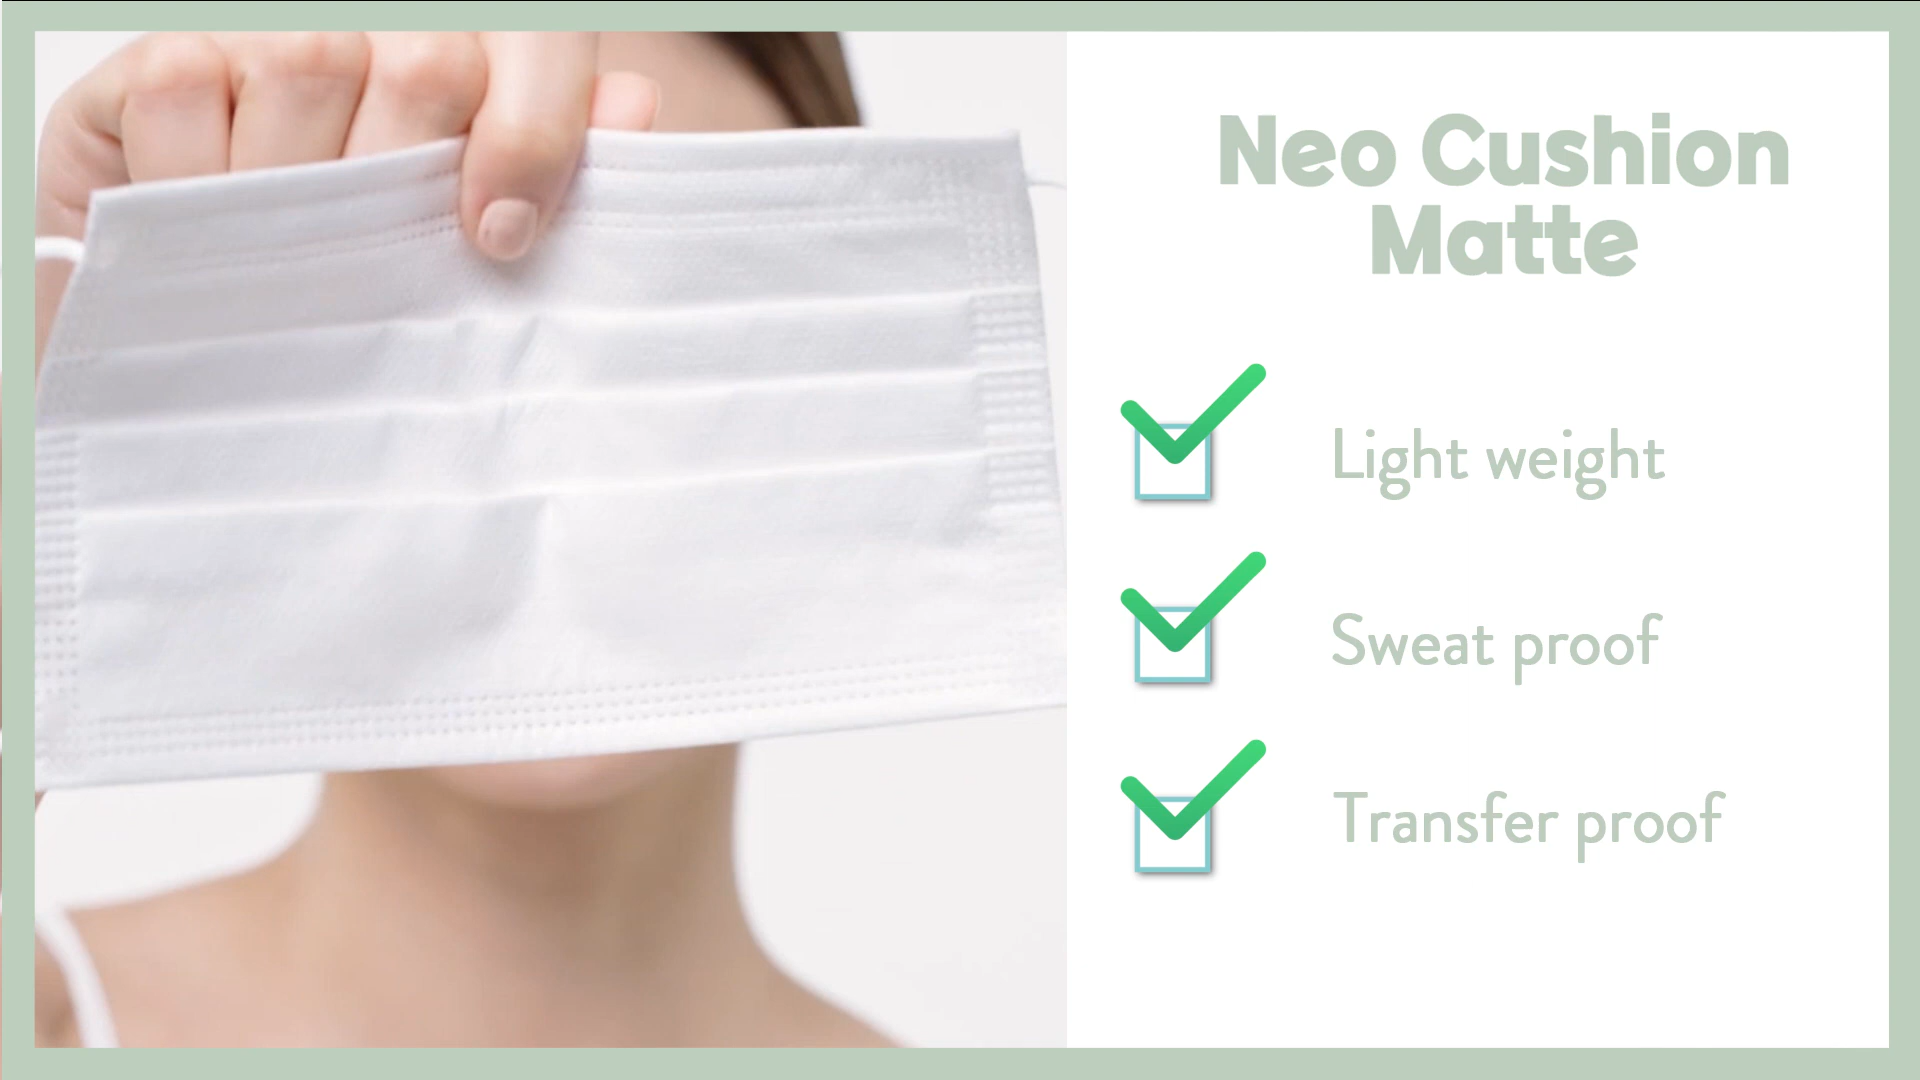 Neo Cushion
Matte
Light weight
Sweat proof
Transfer proof